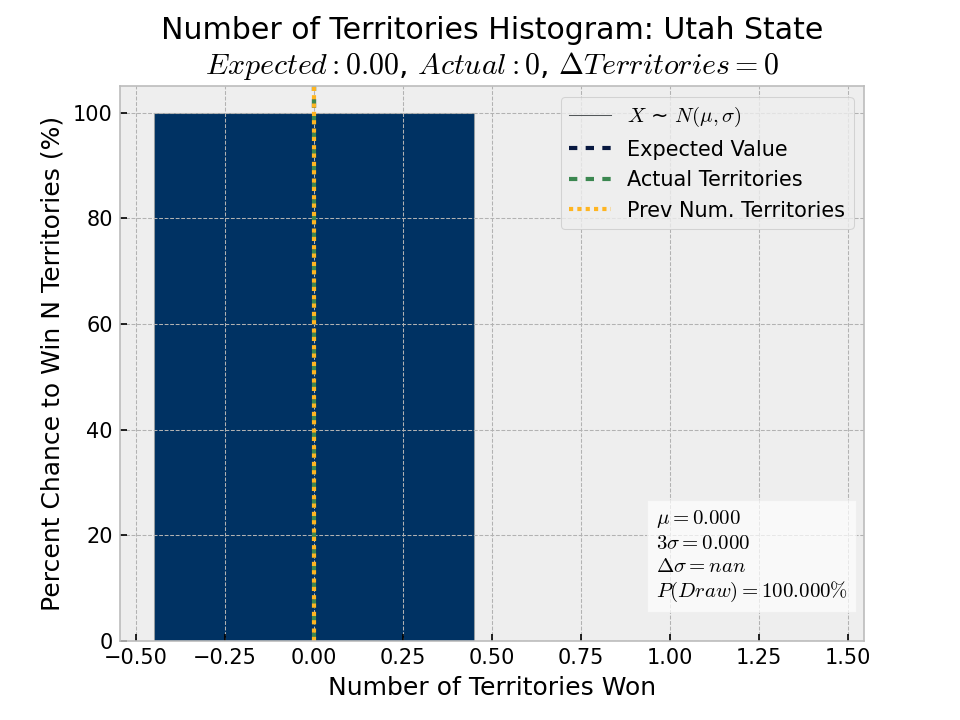 Number of Territories Histogram: Utah State
Expected : 0.00, Actual : 0, ΔTerritories = 0
Percent Chance to Win N Territories (%)
100
80
60
40
20
0
X ~ N(μ, σ)
Expected Value
Actual Territories
Prev Num. Territories
μ = 0.000
3σ = 0.000
Δσ = nan
P(Draw) = 100.000%
−0.50 −0.25 0.00 0.25 0.50 0.75 1.00 1.25 1.50
Number of Territories Won